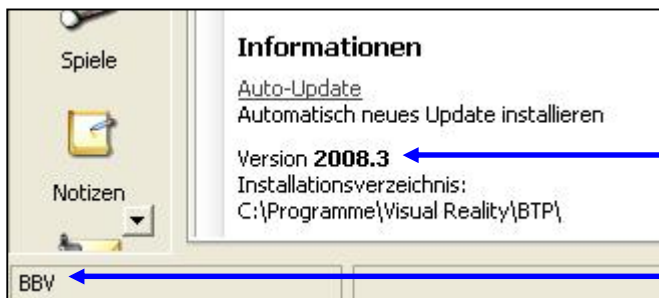 Spiele
Notizen
Informationen
Auto-Update
Automatisch neues Update installieren
Version 2008.3
Installationsverzeichnis:
C:\Programme\Visual Reality\BTP\
BBV